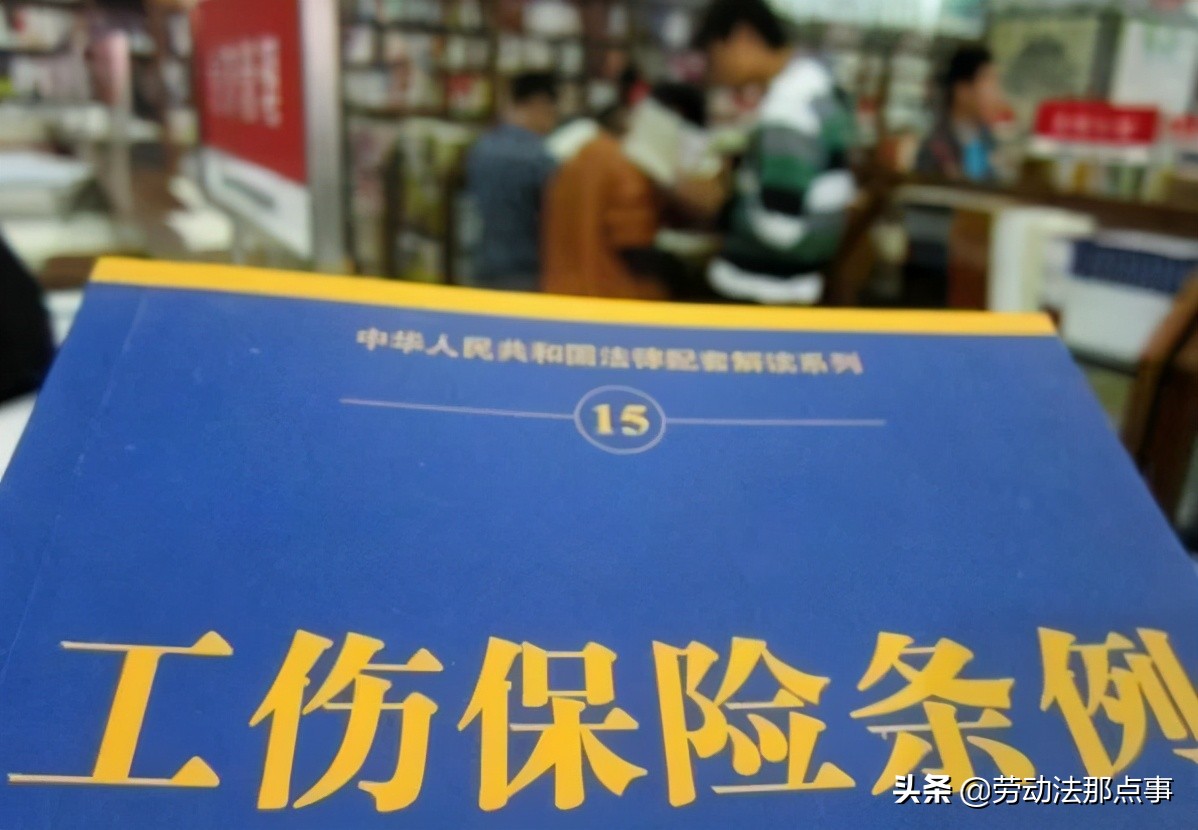 中华人民共和国法律配套解读系列
15
工伤保险条例
头条 @劳动法那点事